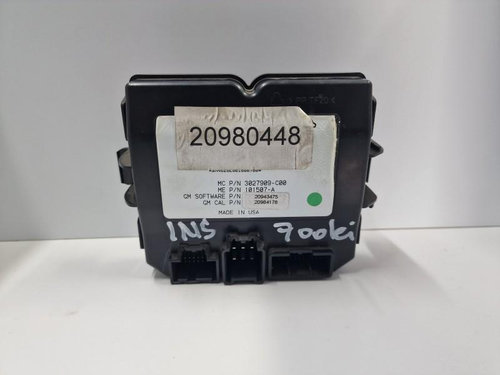 20980448
MC P/N 3027909-C00
ME P/N 101507-A
GM SOFTWARE P/N 20943475
GM CAL P/N 20984178
MADE IN USA
INS 700ki